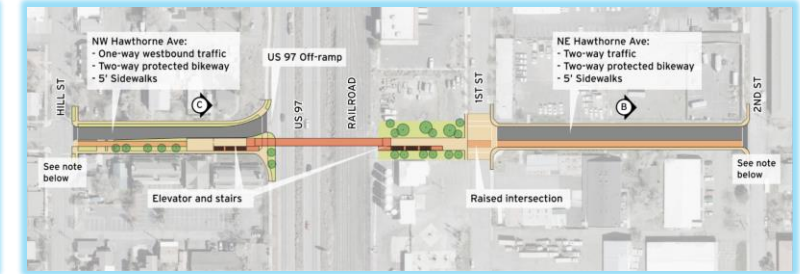 NW Hawthorne Ave:
- One-way westbound traffic
- Two-way protected bikeway
- 5' Sidewalks
US 97 Off-ramp
NE Hawthorne Ave:
- Two-way traffic
- Two-way protected bikeway
- 5' Sidewalks
HILL ST
C
US 97
RAILROAD
1ST ST
B
2ND ST
See note
below
Elevator and stairs
Raised intersection
See note
below